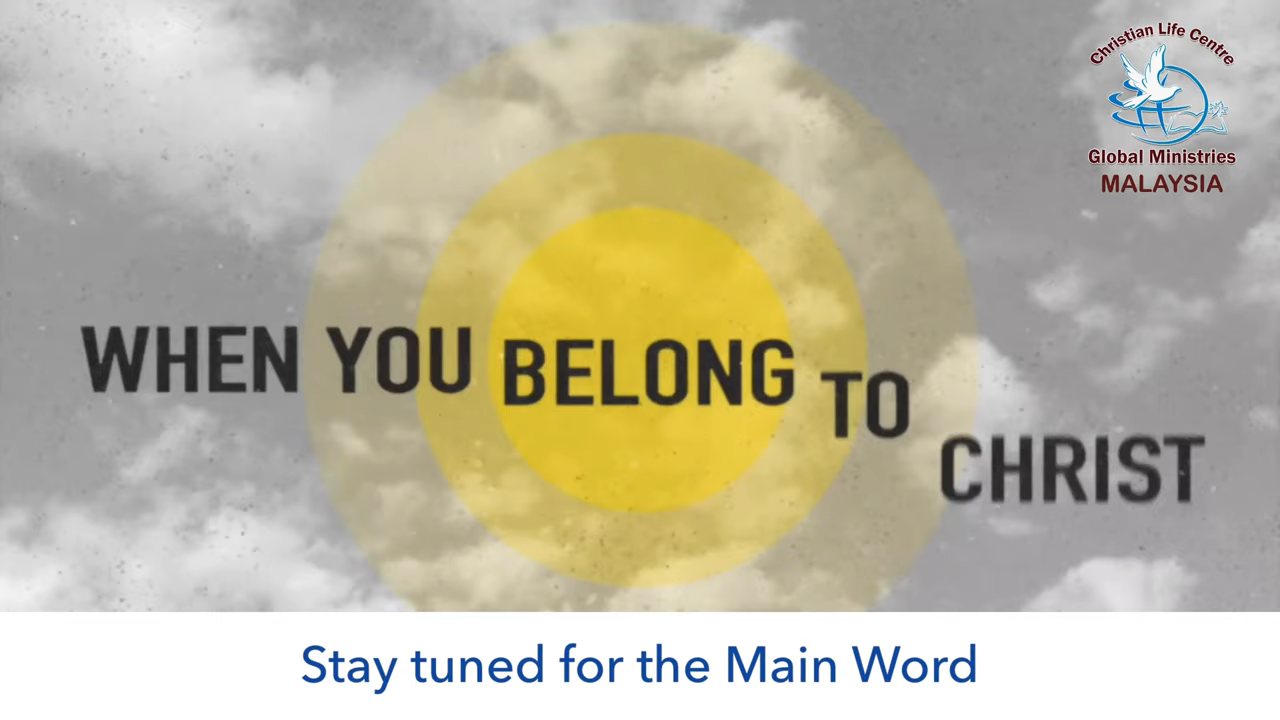 Christian Life Centre
Global Ministries
MALAYSIA
WHEN YOU BELONG TO CHRIST
Stay tuned for the Main Word